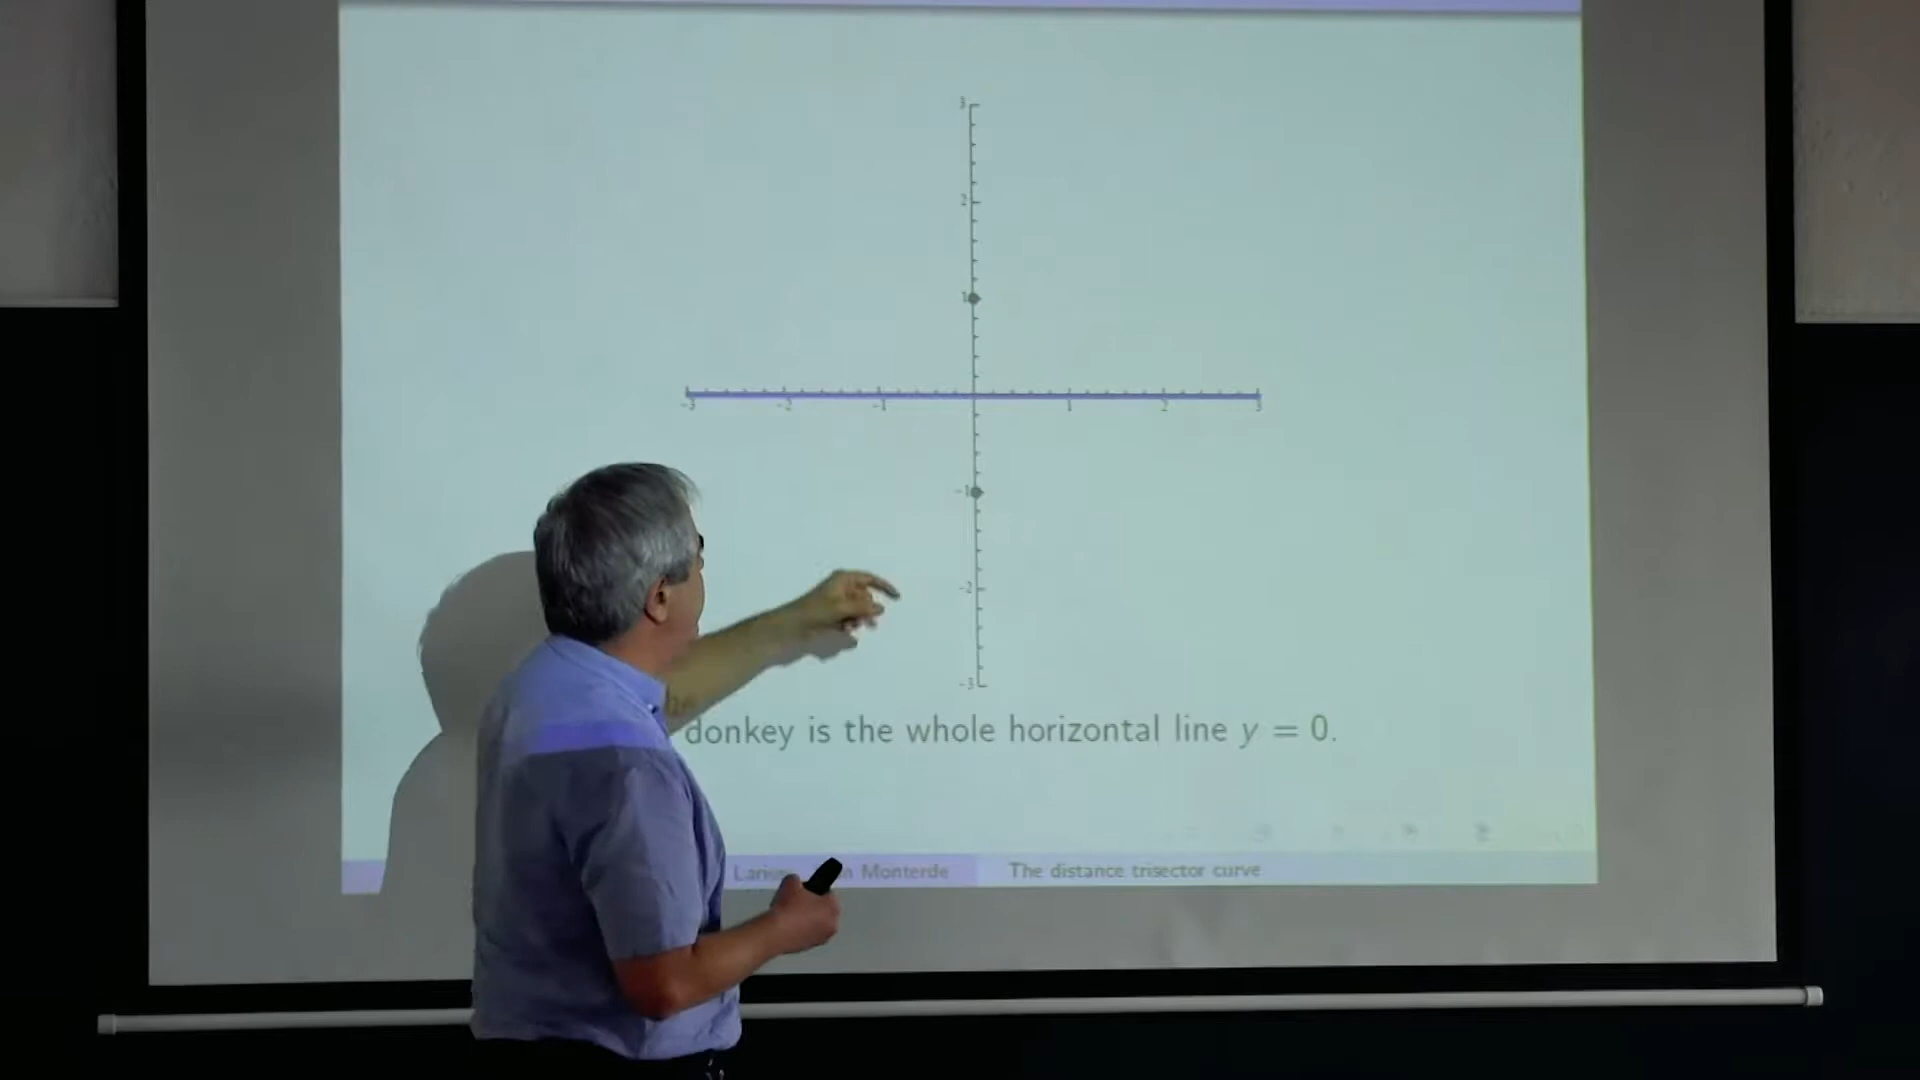 3
2
1
-3 -2 -1 1 2 3
-1
-2
-3
donkey is the whole horizontal line y = 0.
Monterde The distance trisector curve